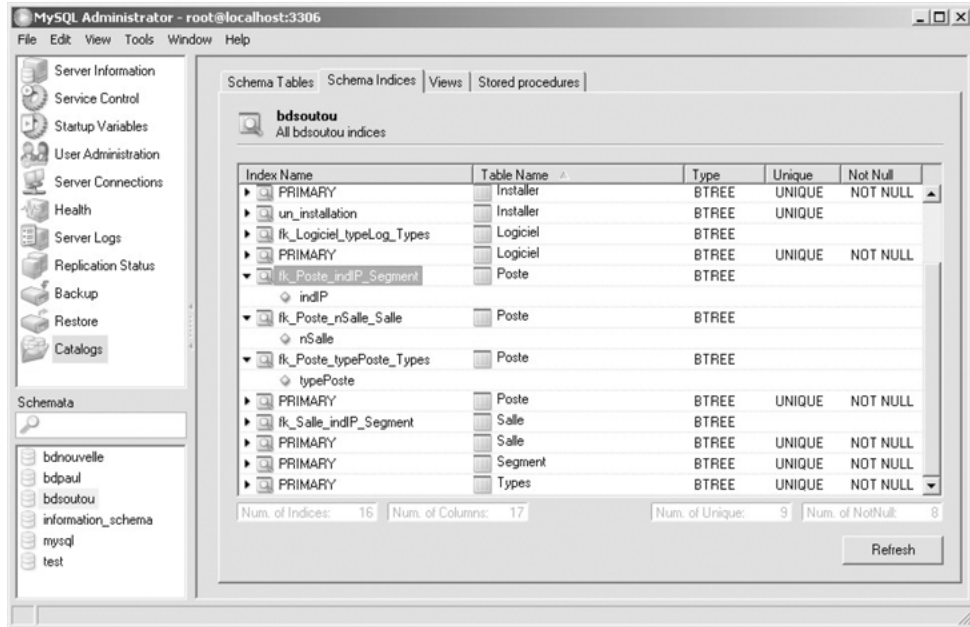 MySQL Administrator - root@localhost:3306
File Edit View Tools Window Help
Server Information
Service Control
Startup Variables
User Administration
Server Connections
Health
Server Logs
Replication Status
Backup
Restore
Catalogs
Schemata
bdnouvelle
bdpaul
bdsoutou
information_schema
mysql
test
Schema Tables Schema Indices Views Stored procedures
bdsoutou
All bdsoutou indices
Index Name Table Name Type Unique Not Null
PRIMARY Installer BTREE UNIQUE NOT NULL
un_installation Installer BTREE UNIQUE
fk_Logiciel_typeLog_Types Logiciel BTREE
PRIMARY Logiciel BTREE UNIQUE NOT NULL
fk_Poste_indIP_Segment Poste BTREE
indIP
fk_Poste_nSalle_Salle Poste BTREE
nSalle
fk_Poste_typePoste_Types Poste BTREE
typePoste
PRIMARY Poste BTREE UNIQUE NOT NULL
fk_Salle_indIP_Segment Salle BTREE
PRIMARY Salle BTREE UNIQUE NOT NULL
PRIMARY Segment BTREE UNIQUE NOT NULL
PRIMARY Types BTREE UNIQUE NOT NULL
Num. of Indices: 16 Num. of Columns: 17 Num. of Unique: 9 Num. of NotNull: 8
Refresh